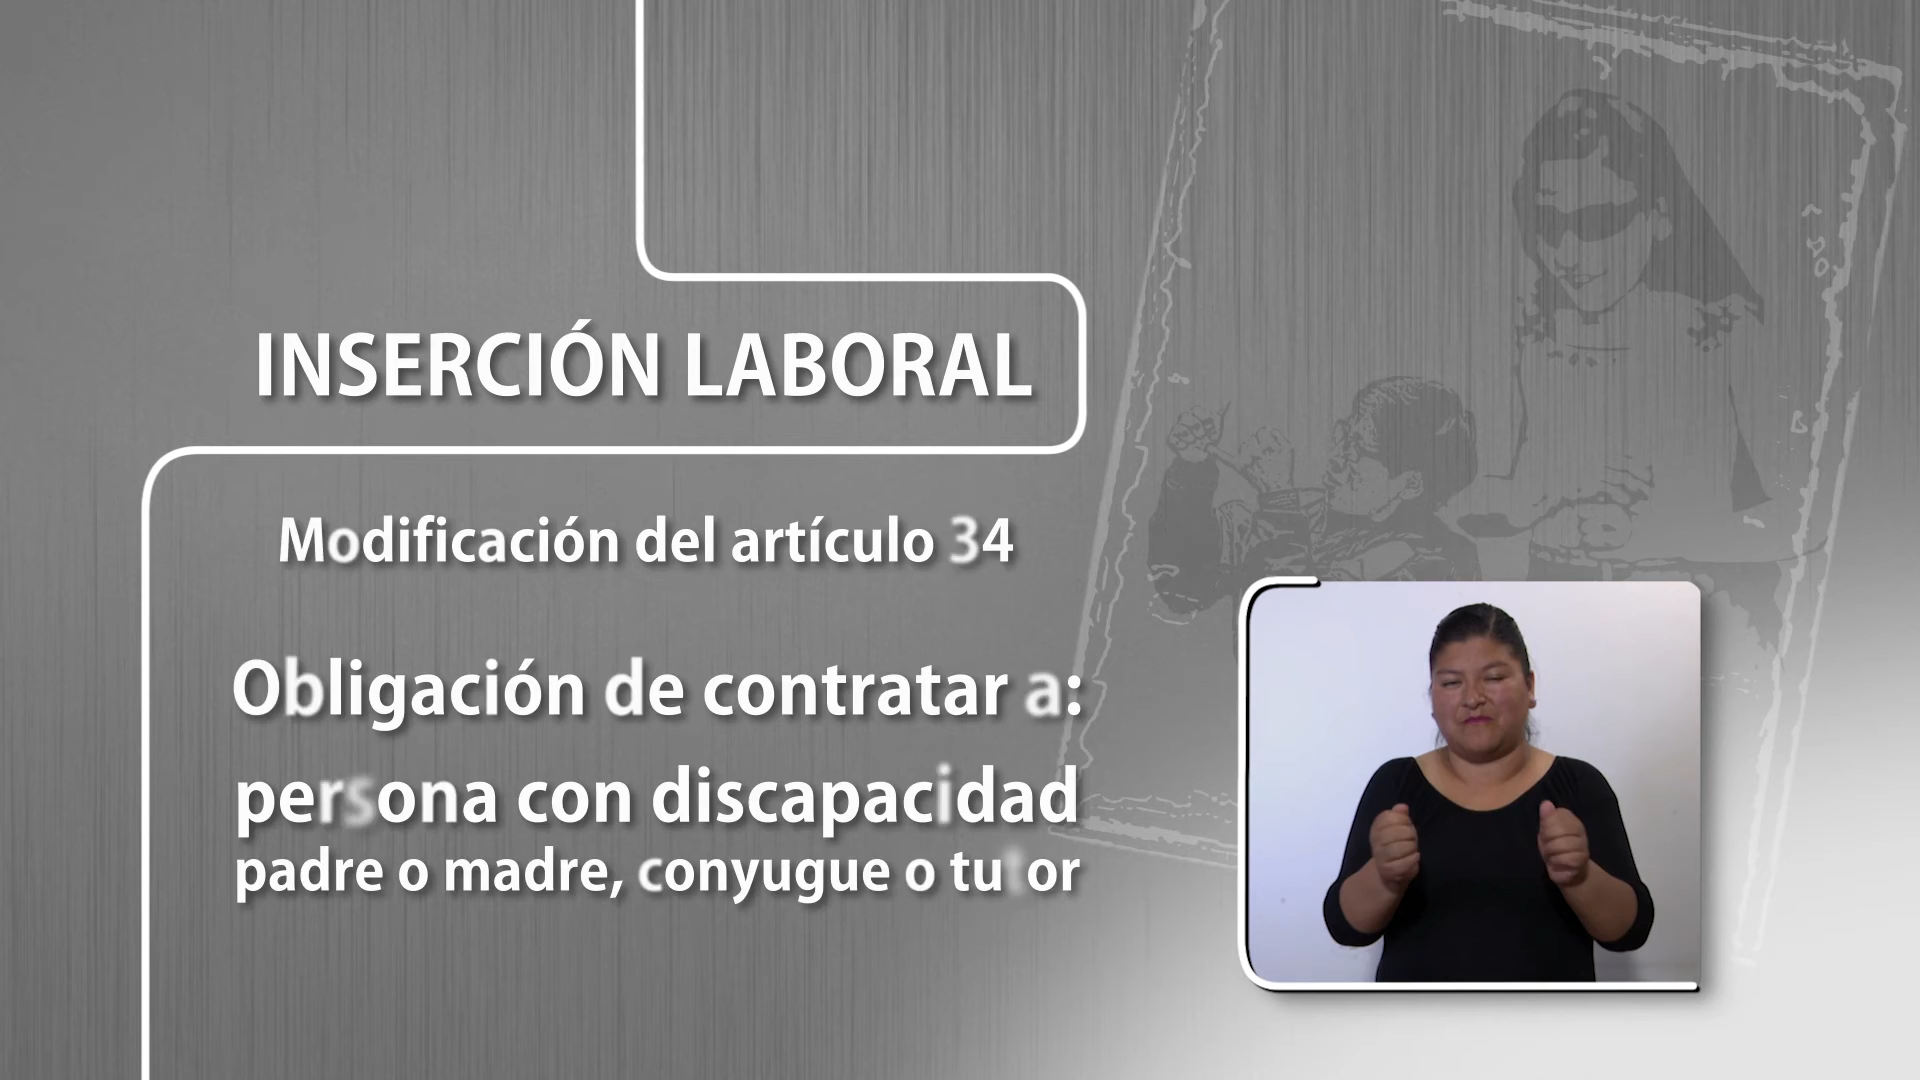 INSERCIÓN LABORAL
Modificación del artículo 34
Obligación de contratar a:
persona con discapacidad
padre o madre, conyugue o tutor